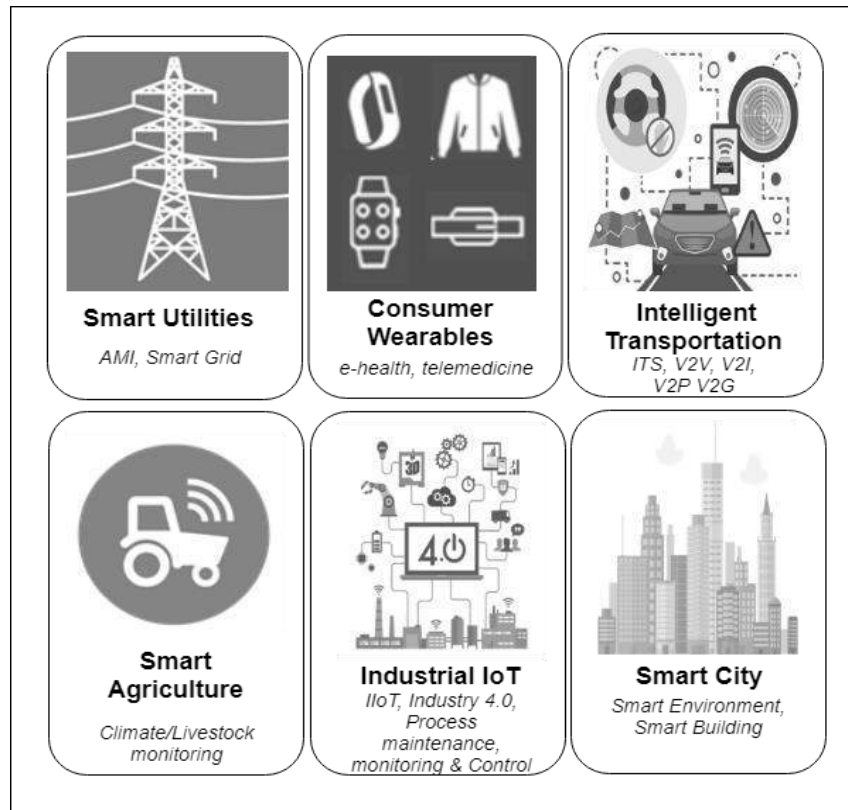 Smart Utilities
AMI, Smart Grid
Consumer
Wearables
e-health, telemedicine
Intelligent
Transportation
ITS, V2V, V2I,
V2P V2G
Smart
Agriculture
Climate/Livestock
monitoring
3D
4.0
Industrial IoT
IIoT, Industry 4.0,
Process
maintenance,
monitoring & Control
Smart City
Smart Environment,
Smart Building